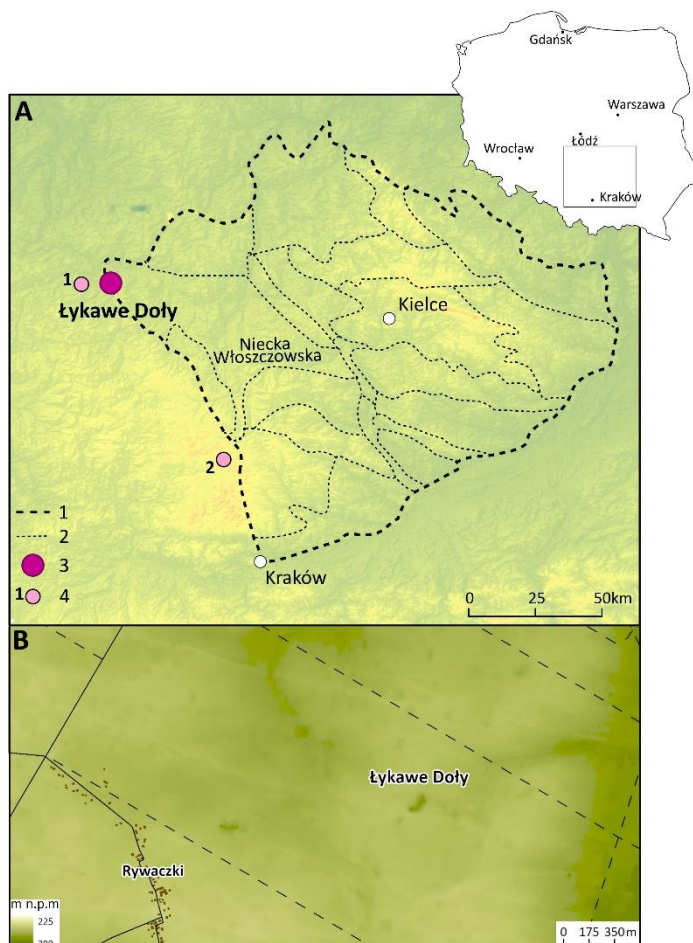 Gdańsk
Warszawa
Łódź
Wrocław
Kraków
A
1
Łykawe Doły
Kielce
Niecka
Włoszczowska
2
1
2
3
1 4
Kraków
0 25 50km
B
Łykawe Doły
Rywaczki
m n.p.m
225
200
0 175 350m